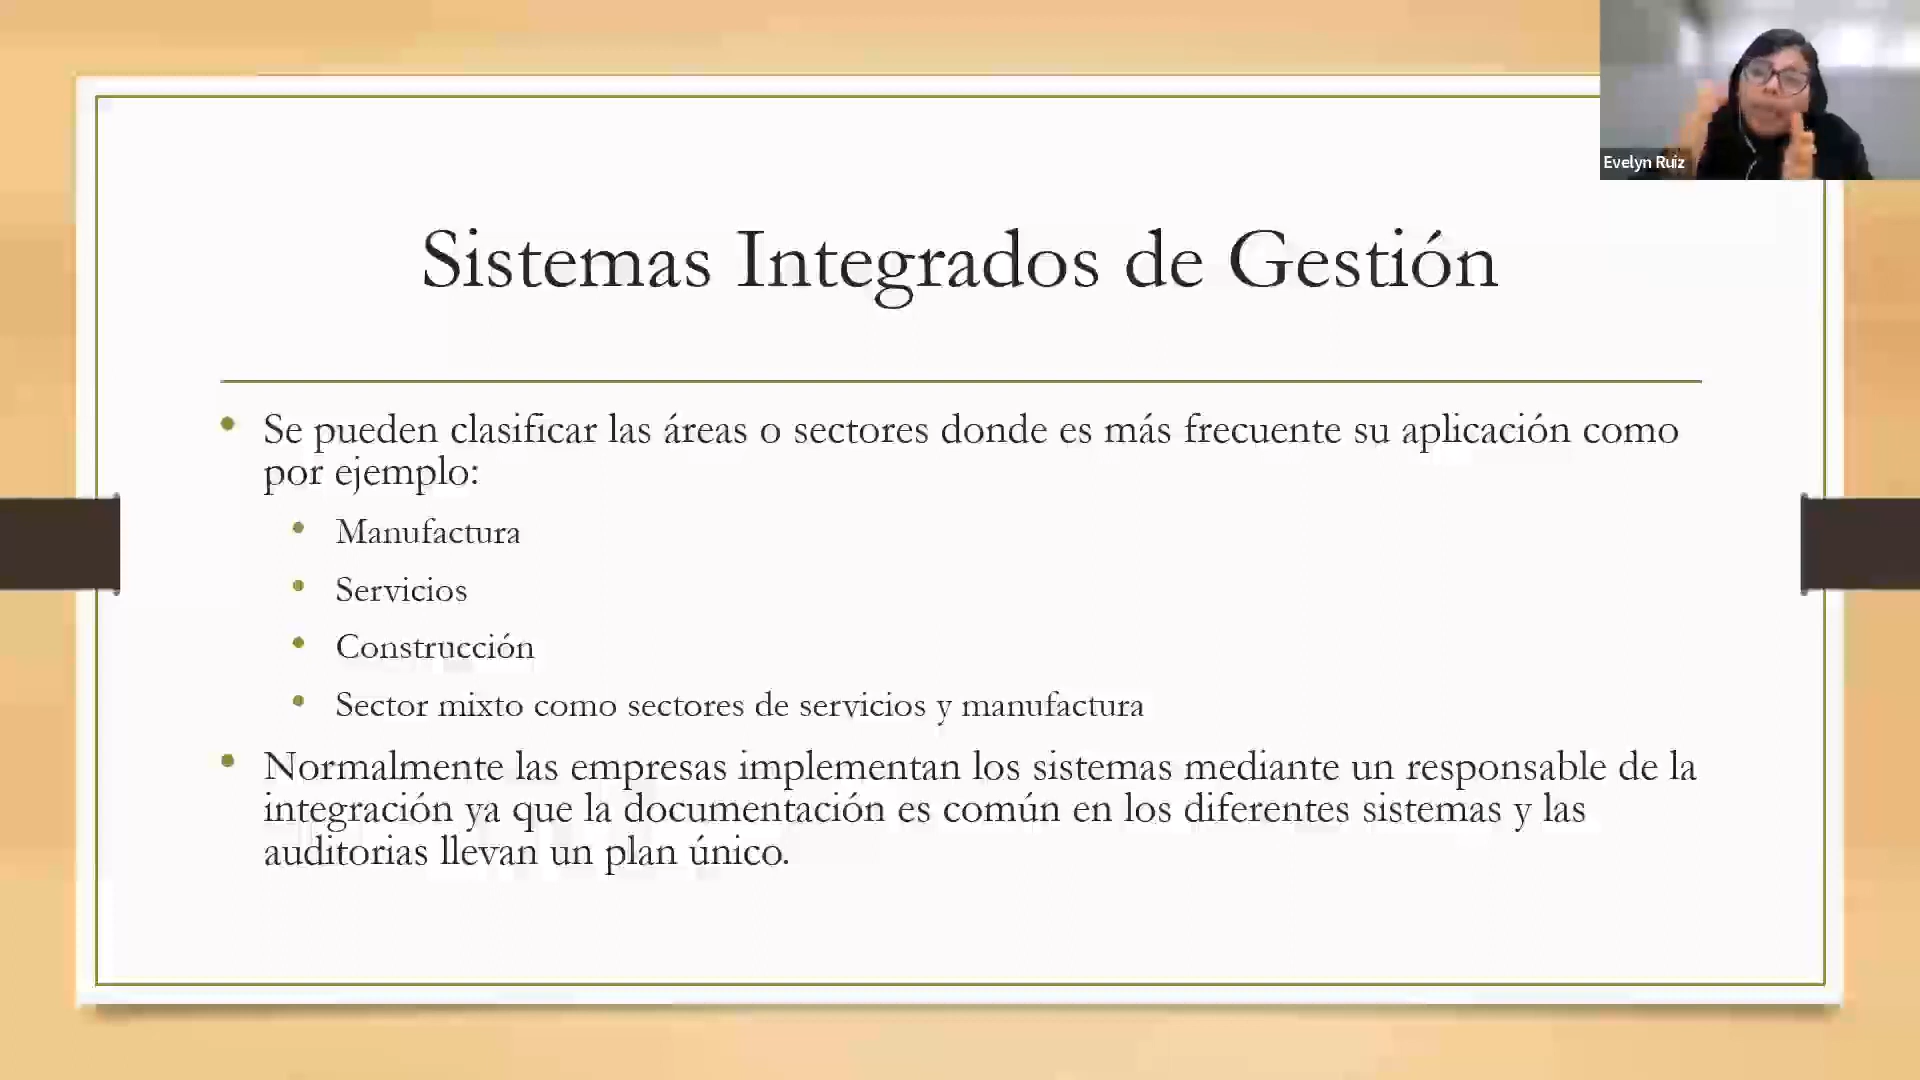 Evelyn Ruiz
Sistemas Integrados de Gestión
Se pueden clasificar las áreas o sectores donde es más frecuente su aplicación como
por ejemplo:
Manufactura
Servicios
Construcción
Sector mixto como sectores de servicios y manufactura
Normalmente las empresas implementan los sistemas mediante un responsable de la
integración ya que la documentación es común en los diferentes sistemas y las
auditorias llevan un plan único.